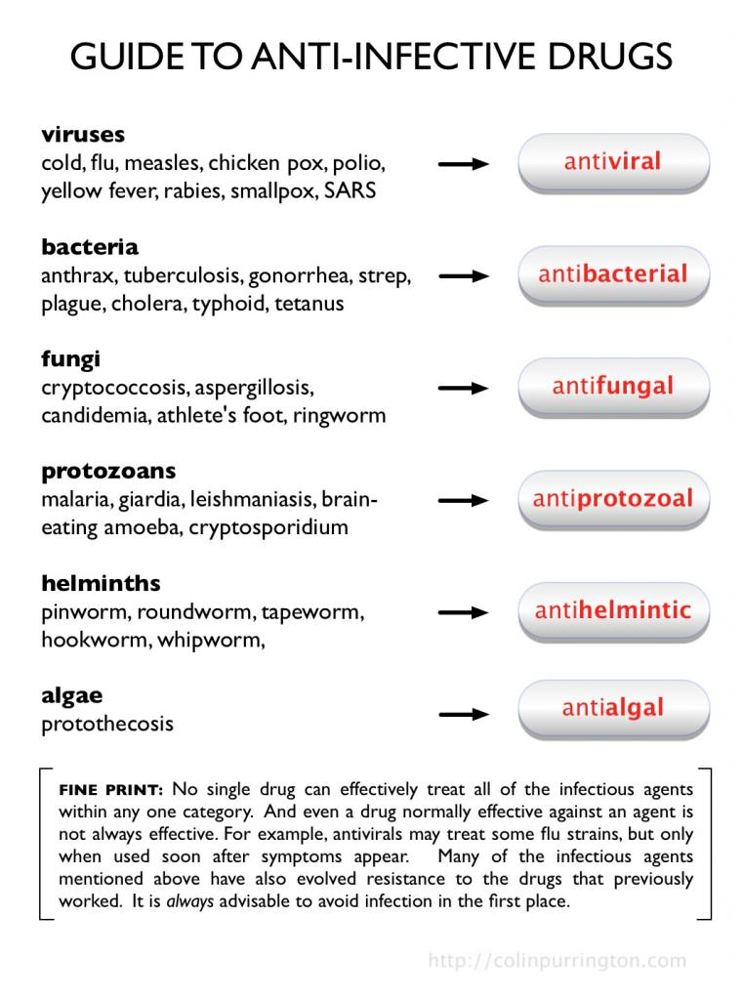 GUIDE TO ANTI-INFECTIVE DRUGS
viruses
cold, flu, measles, chicken pox, polio,
yellow fever, rabies, smallpox, SARS
antiviral
bacteria
anthrax, tuberculosis, gonorrhea, strep,
plague, cholera, typhoid, tetanus
antibacterial
fungi
cryptococcosis, aspergillosis,
candidemia, athlete's foot, ringworm
antifungal
protozoans
malaria, giardia, leishmaniasis, brain-
eating amoeba, cryptosporidium
antiprotozoal
helminths
pinworm, roundworm, tapeworm,
hookworm, whipworm,
antihelmintic
algae
protothecosis
antialgal
FINE PRINT: No single drug can effectively treat all of the infectious agents
within any one category. And even a drug normally effective against an agent is
not always effective. For example, antivirals may treat some flu strains, but only
when used soon after symptoms appear. Many of the infectious agents
mentioned above have also evolved resistance to the drugs that previously
worked. It is always advisable to avoid infection in the first place.
http://colinpurrington.com